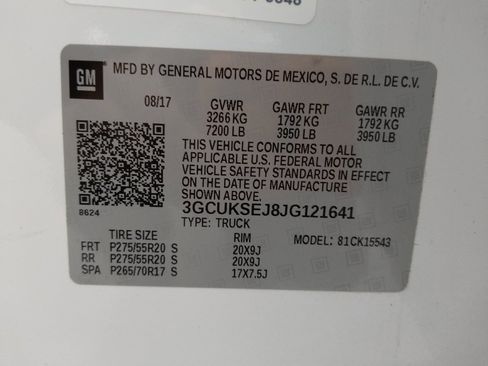 GM
MFD BY GENERAL MOTORS DE MEXICO, S. DE R.L. DE C.V.
08/17 GVWR GAWR FRT GAWR RR
3266 KG 1792 KG 1792 KG
7200 LB 3950 LB 3950 LB
THIS VEHICLE CONFORMS TO ALL
APPLICABLE U.S. FEDERAL MOTOR
VEHICLE SAFETY STANDARDS IN EFFECT
ON THE DATE OF MANUFACTURE
SHOWN ABOVE.
3GCUKSEJ8JG121641
8624 TYPE: TRUCK
TIRE SIZE RIM MODEL: 81CK15543
FRT P275/55R20 S 20X9J
RR P275/55R20 S 20X9J
SPA P265/70R17 S 17X7.5J